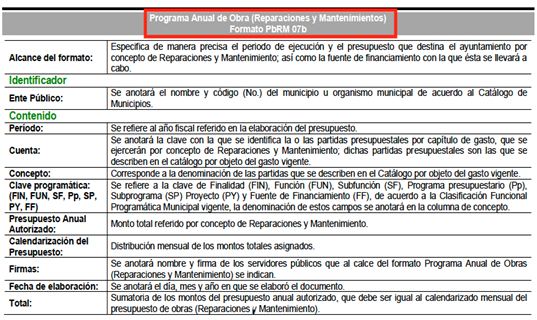 Programa Anual de Obra (Reparaciones y Mantenimientos)
Formato PbRM 07b
Alcance del formato:
Especifica de manera precisa el periodo de ejecución y el presupuesto que destina el ayuntamiento por
concepto de Reparaciones y Mantenimiento; así como la fuente de financiamiento con la que ésta se llevará a
cabo.
Identificador
Ente Público:
Se anotará el nombre y código (No.) del municipio u organismo municipal de acuerdo al Catálogo de
Municipios.
Contenido
Período:
Se refiere al año fiscal referido en la elaboración del presupuesto.
Cuenta:
Se anotará la clave con la que se identifica la o las partidas presupuestales por capítulo de gasto, que se
ejercerán por concepto de Reparaciones y Mantenimiento; dichas partidas presupuestales son las que se
describen en el catálogo por objeto del gasto vigente.
Concepto:
Corresponde a la denominación de las partidas que se describen en el Catálogo por objeto del gasto vigente.
Clave programática:
(FIN, FUN, SF, Pp, SP,
PY, FF)
Se refiere a la clave de Finalidad (FIN), Función (FUN), Subfunción (SF), Programa presupuestario (Pp),
Subprograma (SP) Proyecto (PY) y Fuente de Financiamiento (FF), de acuerdo a la Clasificación Funcional
Programática Municipal vigente, la denominación de estos campos se anotará en la columna de concepto.
Presupuesto Anual
Autorizado:
Monto total referido por concepto de Reparaciones y Mantenimiento.
Calendarización del
Presupuesto:
Distribución mensual de los montos totales asignados.
Firmas:
Se anotará nombre y firma de los servidores públicos que al calce del formato Programa Anual de Obras
(Reparaciones y Mantenimiento) se indican.
Fecha de elaboración:
Se anotará el día, mes y año en que se elaboró el documento.
Total:
Sumatoria de los montos del presupuesto anual autorizado, que debe ser igual al calendarizado mensual del
presupuesto de obras (Reparaciones y Mantenimiento).